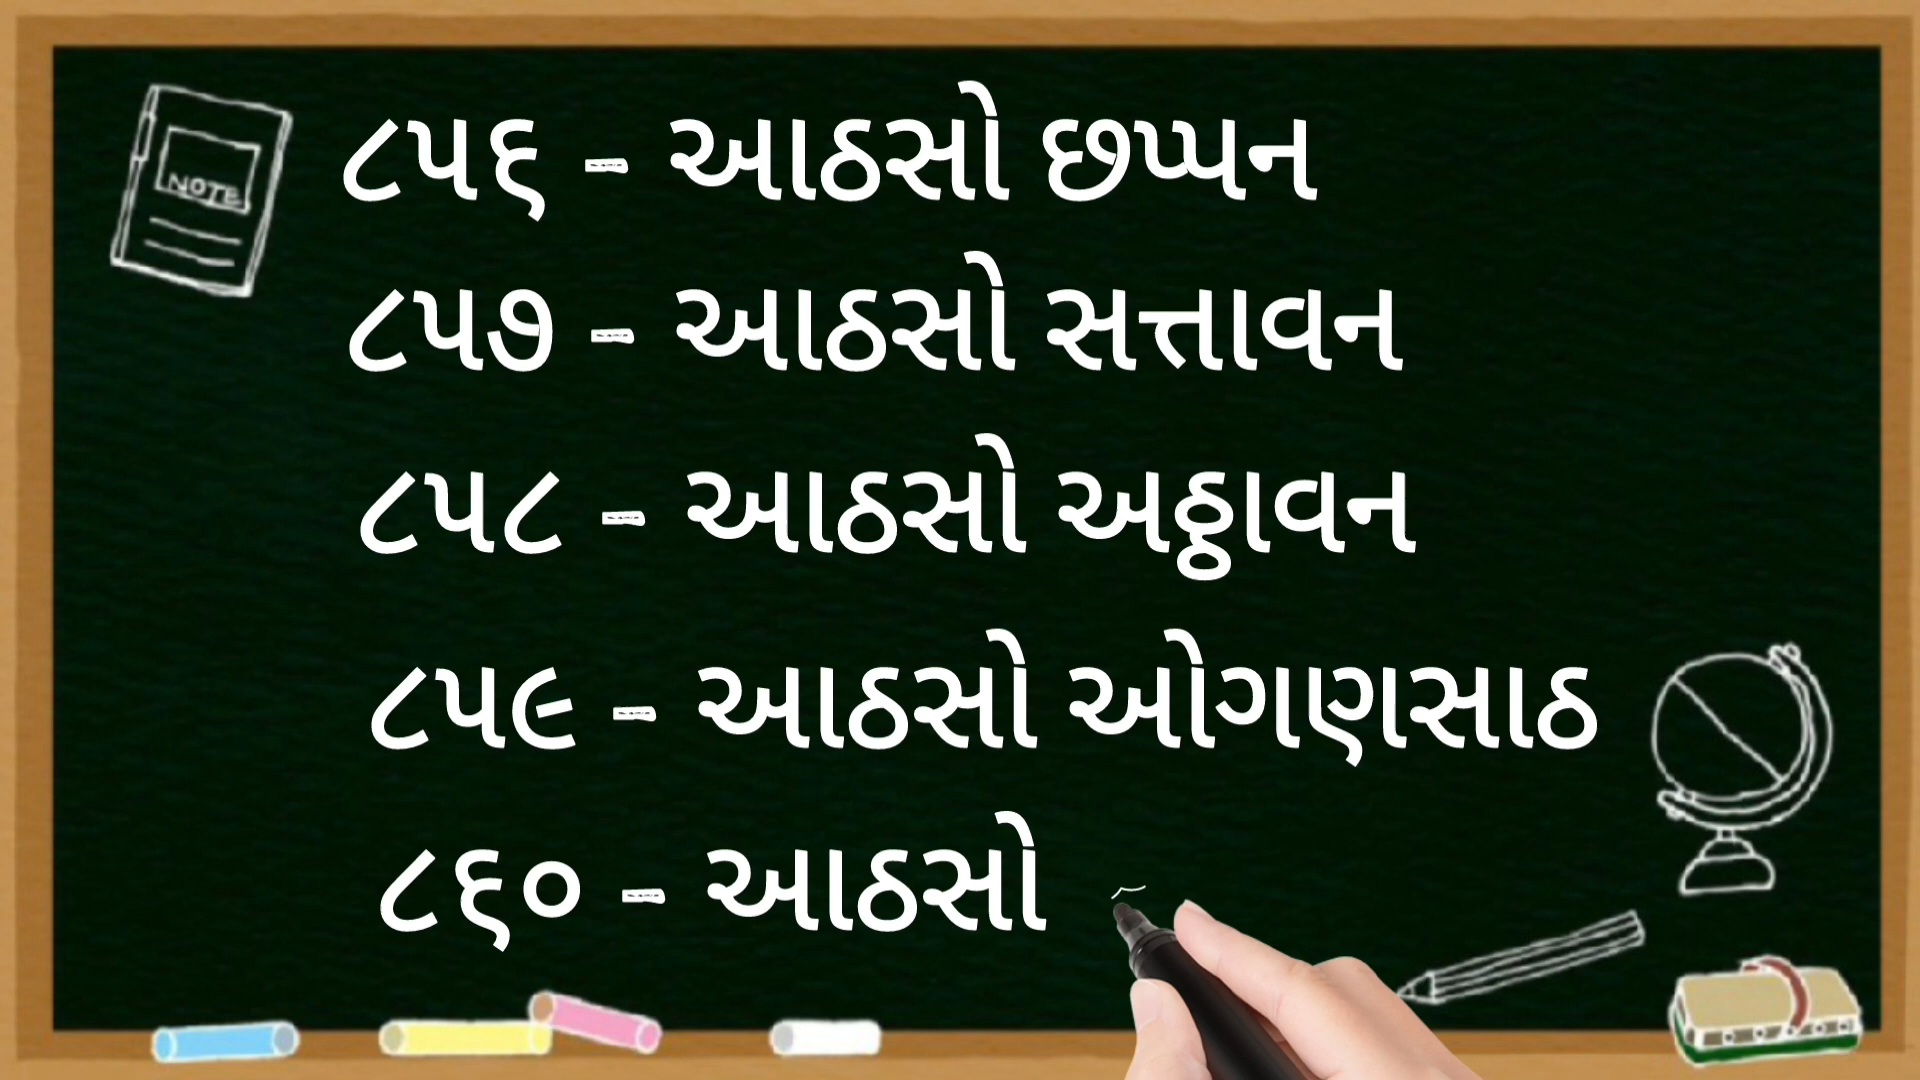 NOTE
૮૫૬ - આઠસો છપ્પન
૮૫૭ - આઠસો સત્તાવન
૮૫૮ - આઠસો અઠ્ઠાવન
૮૫૯ - આઠસો ઓગણસાઠ
૮૬૦ - આઠસો